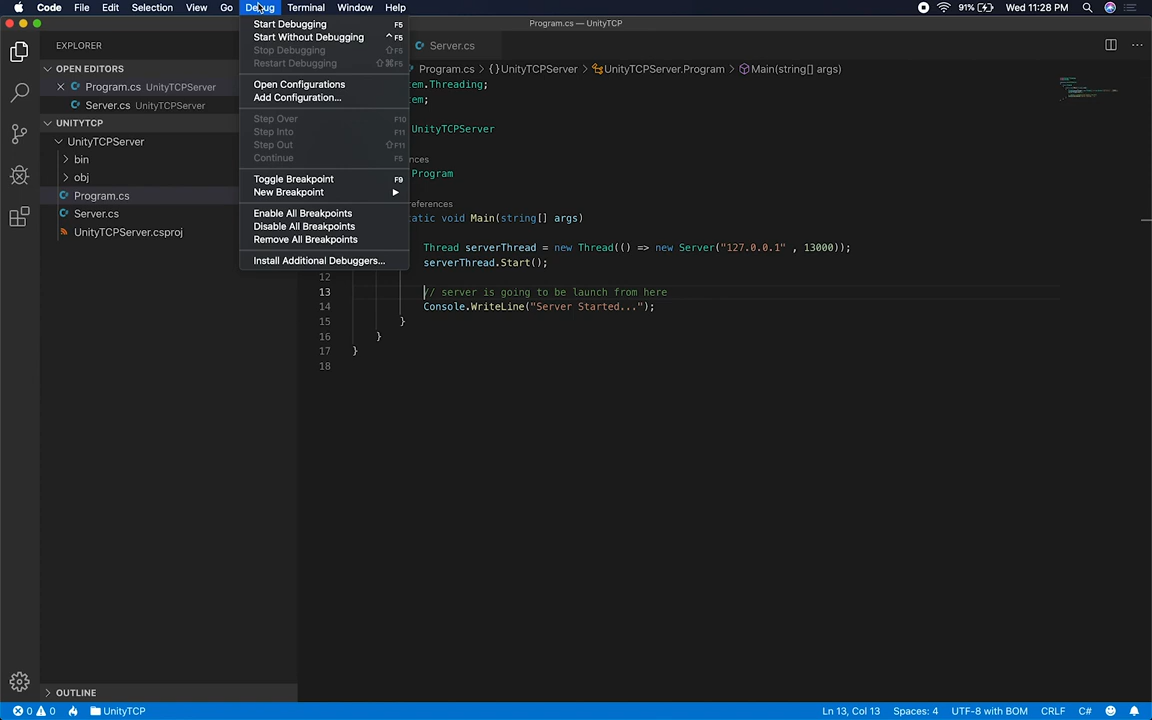 Code File Edit Selection View Go Debug Terminal Window Help 91% Wed 11:28 PM
Program.cs — UnityTCP
EXPLORER
OPEN EDITORS
Program.cs UnityTCPServer
Server.cs UnityTCPServer
UNITYTCP
UnityTCPServer
bin
obj
Program.cs
Server.cs
UnityTCPServer.csproj
OUTLINE
Start Debugging F5
Start Without Debugging ^ F5
Stop Debugging ⇧F5
Restart Debugging ⇧⌘F5
Open Configurations
Add Configuration...
Step Over F10
Step Into F11
Step Out ⇧F11
Continue F5
Toggle Breakpoint F9
New Breakpoint
Enable All Breakpoints
Disable All Breakpoints
Remove All Breakpoints
Install Additional Debuggers...
Server.cs
Program.cs > {} UnityTCPServer > UnityTCPServer.Program > Main(string[] args)
em.Threading;
em;
UnityTCPServer
nces
Program
eferences
atic void Main(string[] args)
Thread serverThread = new Thread(() => new Server("127.0.0.1" , 13000));
serverThread.Start();
12
13 // server is going to be launch from here
14 Console.WriteLine("Server Started...");
15 }
16 }
17 }
18
0 0 UnityTCP Ln 13, Col 13 Spaces: 4 UTF-8 with BOM CRLF C#